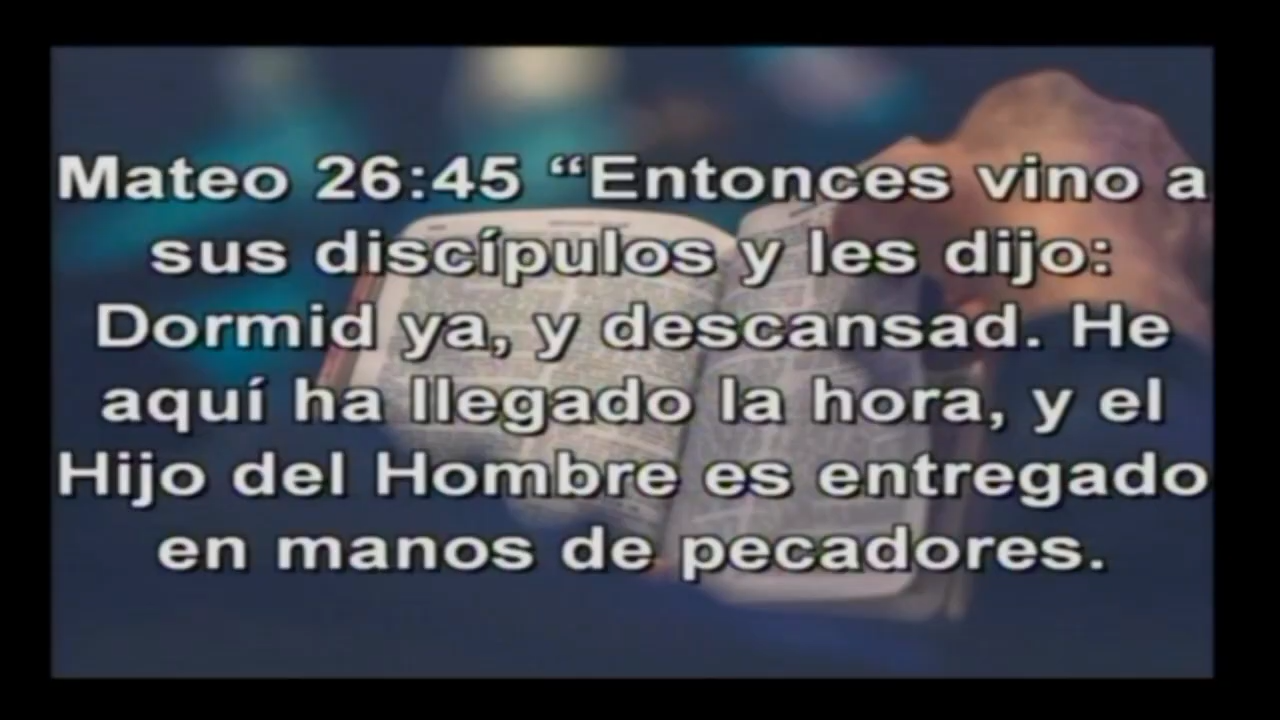 Mateo 26:45 “Entonces vino a
sus discípulos y les dijo:
Dormid ya, y descansad. He
aquí ha llegado la hora, y el
Hijo del Hombre es entregado
en manos de pecadores.